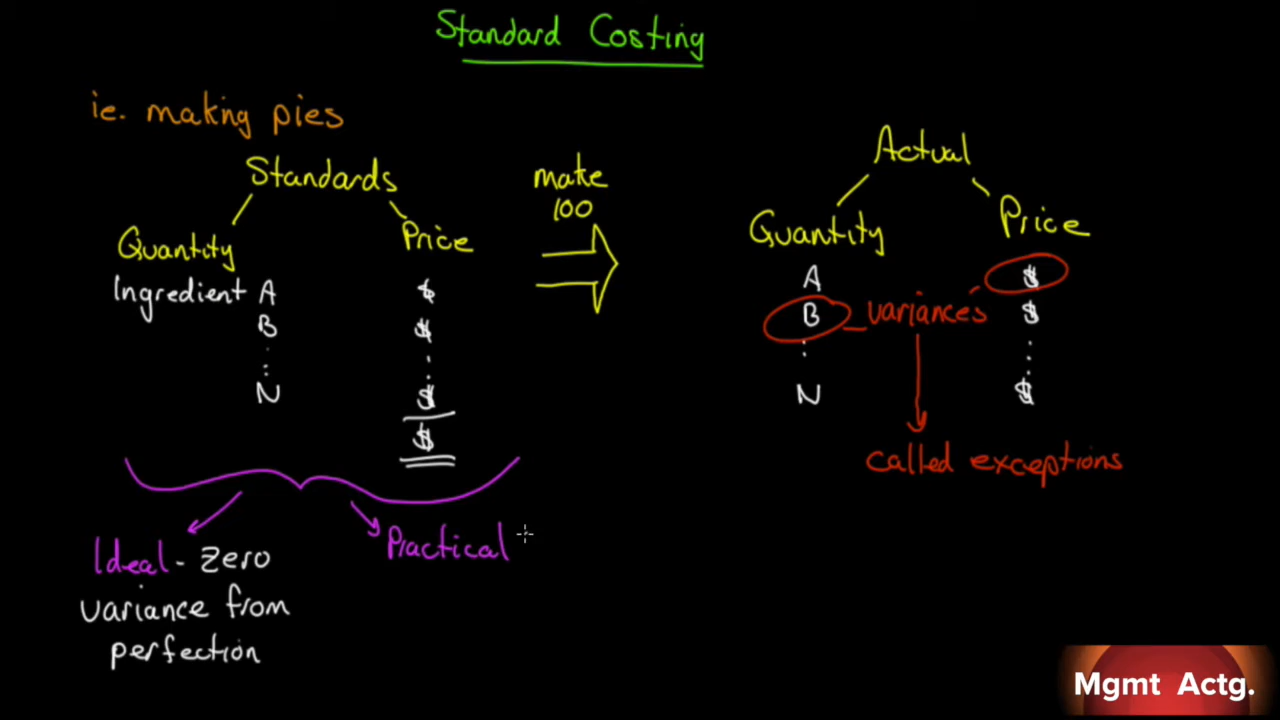 Standard Costing
ie. making pies
Standards
Quantity Price
Ingredient A $
B $
N $
$
make
100
Actual
Quantity Price
A $
B variances $
N $
called exceptions
Ideal - zero
variance from
perfection
Practical
Mgmt Actg.